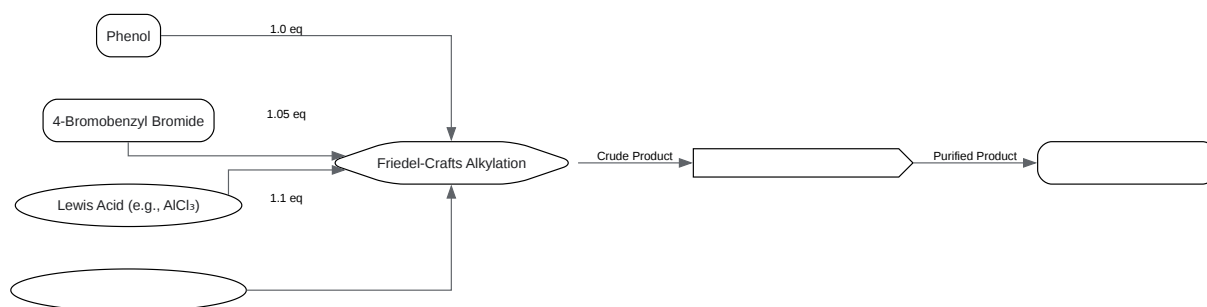 Phenol
1.0 eq
4-Bromobenzyl Bromide
1.05 eq
Friedel-Crafts Alkylation
Crude Product
Purified Product
Lewis Acid (e.g., AlCl₃)
1.1 eq